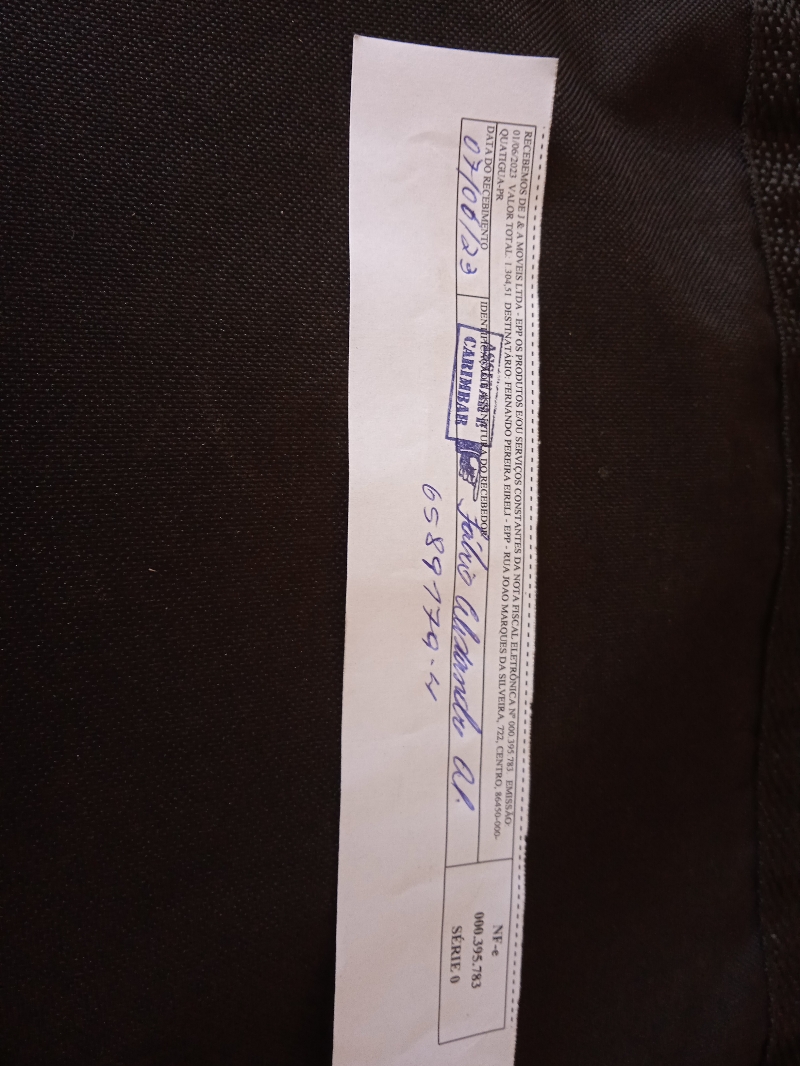 RECEBEMOS DE J & A MOVEIS LTDA - EPP OS PRODUTOS E/OU SERVIÇOS CONSTANTES DA NOTA FISCAL ELETRÔNICA Nº 000.395.783 EMISSÃO:
01/06/2023 VALOR TOTAL: 1.304,51 DESTINATÁRIO: FERNANDO PEREIRA EIRELI - EPP - RUA JOAO MARQUES DA SILVEIRA, 722, CENTRO, 86450-000-
QUATIGUA-PR
DATA DO RECEBIMENTO
07/06/23
IDENTIFICAÇÃO E ASSINATURA DO RECEBEDOR
CARIMBAR
Fábio
6589779-4
NF-e
000.395.783
SÉRIE 0